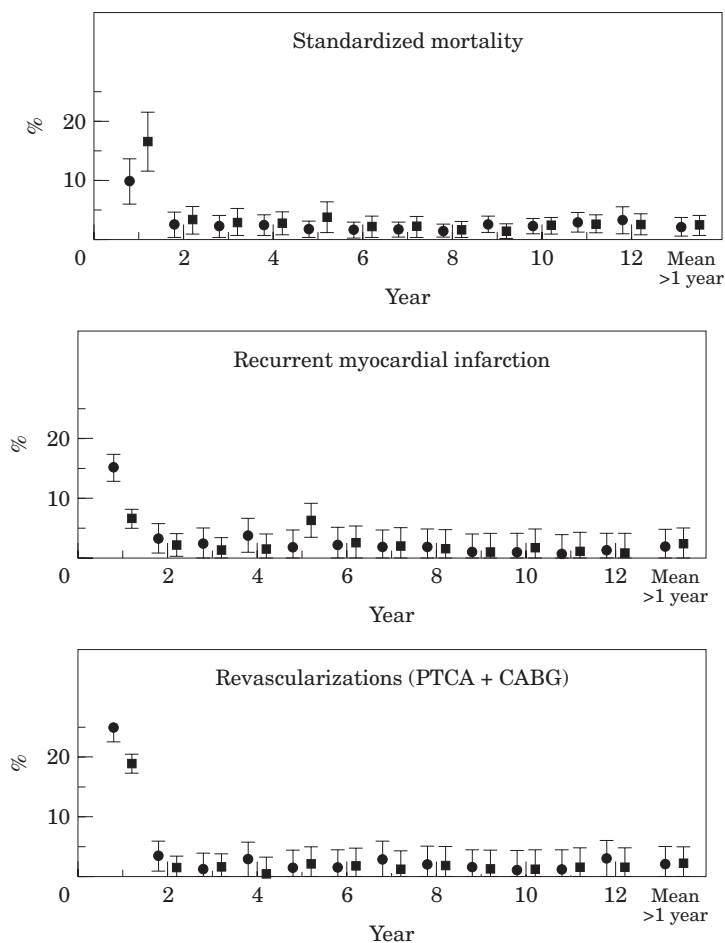 Standardized mortality
%
20
10
0 2 4 6 8 10 12 Mean
>1 year
Year
Recurrent myocardial infarction
%
20
10
0 2 4 6 8 10 12 Mean
>1 year
Year
Revascularizations (PTCA + CABG)
%
20
10
0 2 4 6 8 10 12 Mean
>1 year
Year